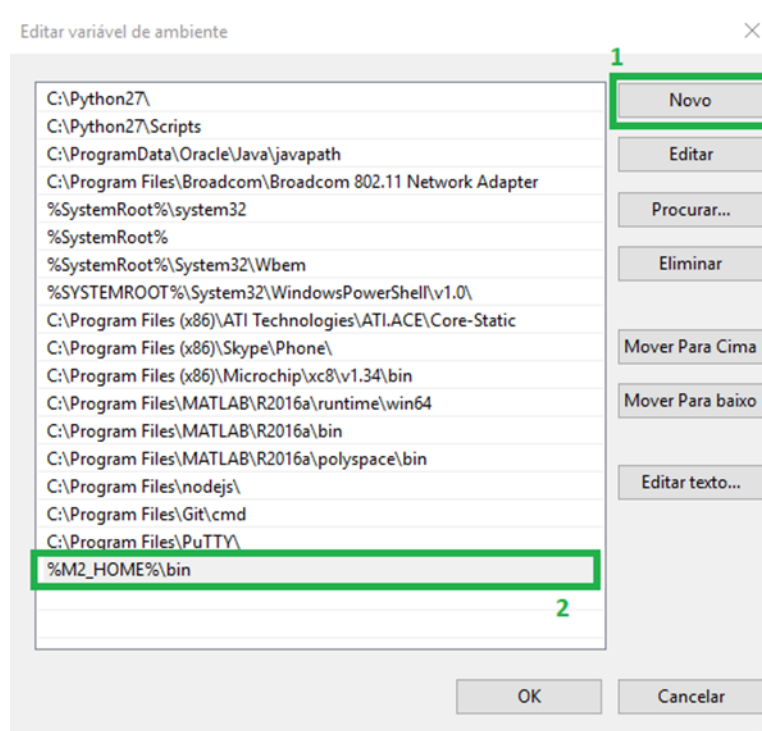 Editar variável de ambiente
1
C:\Python27\
Novo
C:\Python27\Scripts
C:\ProgramData\Oracle\Java\javapath
Editar
C:\Program Files\Broadcom\Broadcom 802.11 Network Adapter
%SystemRoot%\system32
Procurar...
%SystemRoot%
%SystemRoot%\System32\Wbem
Eliminar
%SYSTEMROOT%\System32\WindowsPowerShell\v1.0\
C:\Program Files (x86)\ATI Technologies\ATI.ACE\Core-Static
C:\Program Files (x86)\Skype\Phone\
Mover Para Cima
C:\Program Files (x86)\Microchip\xc8\v1.34\bin
C:\Program Files\MATLAB\R2016a\runtime\win64
Mover Para baixo
C:\Program Files\MATLAB\R2016a\bin
C:\Program Files\MATLAB\R2016a\polyspace\bin
C:\Program Files\nodejs\
Editar texto...
C:\Program Files\Git\cmd
C:\Program Files\PuTTY\
%M2_HOME%\bin
2
OK
Cancelar